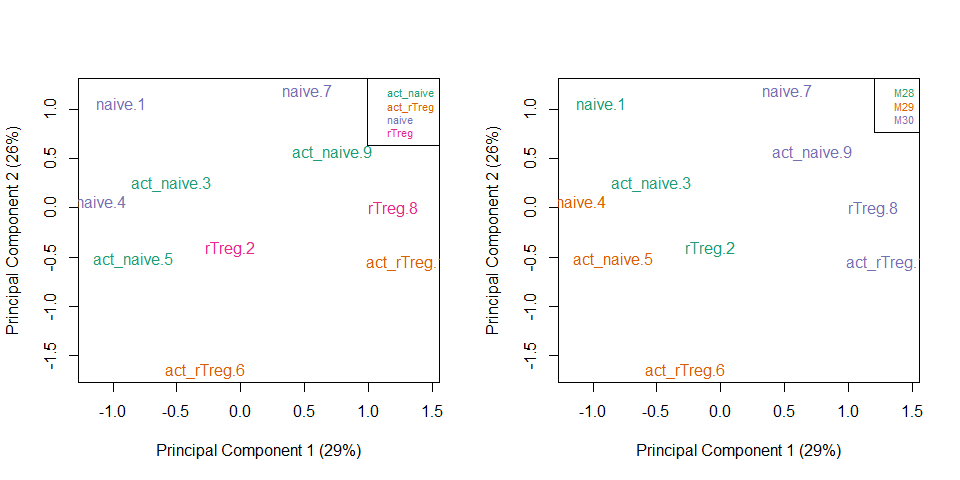 Principal Component 2 (26%)
1.0
0.5
0.0
-0.5
-1.0
-1.5
naive.1
naive.7
act_naive
act_rTreg
naive
rTreg
act_naive.9
act_naive.3
naive.4
rTreg.8
rTreg.2
act_naive.5
act_rTreg.
act_rTreg.6
-1.0 -0.5 0.0 0.5 1.0 1.5
Principal Component 1 (29%)
Principal Component 2 (26%)
1.0
0.5
0.0
-0.5
-1.0
-1.5
naive.1
naive.7
M28
M29
M30
act_naive.9
act_naive.3
naive.4
rTreg.8
rTreg.2
act_naive.5
act_rTreg.
act_rTreg.6
-1.0 -0.5 0.0 0.5 1.0 1.5
Principal Component 1 (29%)